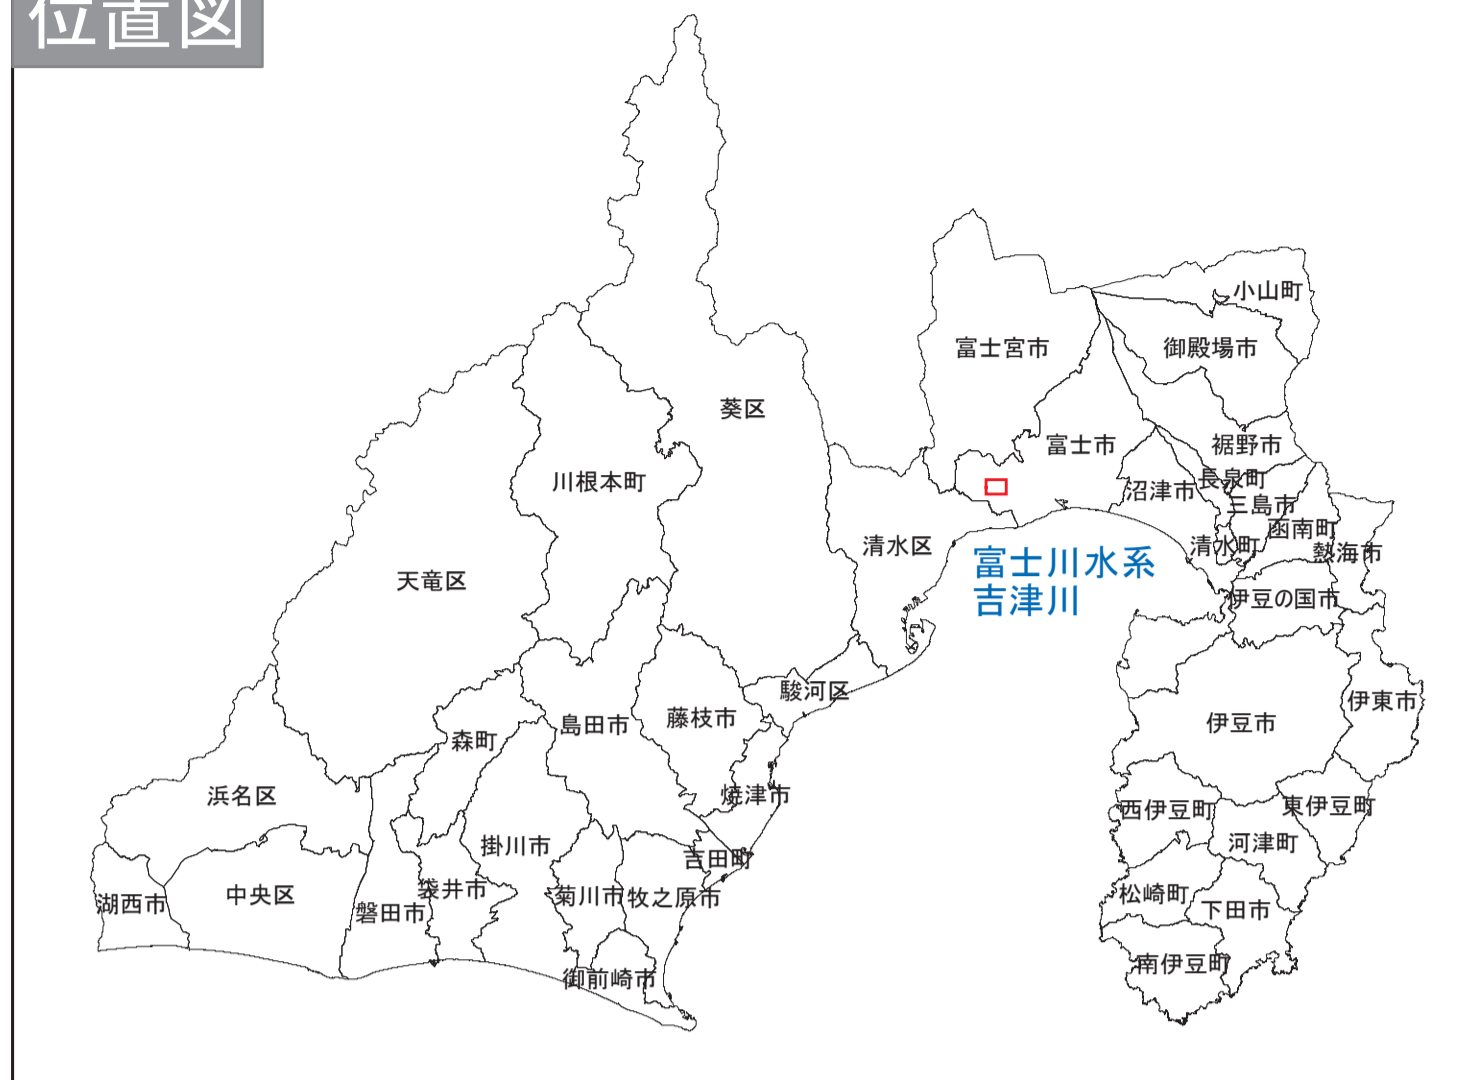 位置図
小山町
富士宮市
御殿場市
葵区
富士市
裾野市
川根本町
沼津市
長泉町
三島市
函南町
清水区
清水町
熱海市
富士川水系
吉津川
天竜区
伊豆の国市
駿河区
伊東市
藤枝市
島田市
伊豆市
森町
浜名区
焼津市
東伊豆町
西伊豆町
掛川市
河津町
吉田町
袋井市
中央区
菊川市
牧之原市
松崎町
湖西市
磐田市
下田市
南伊豆町
御前崎市